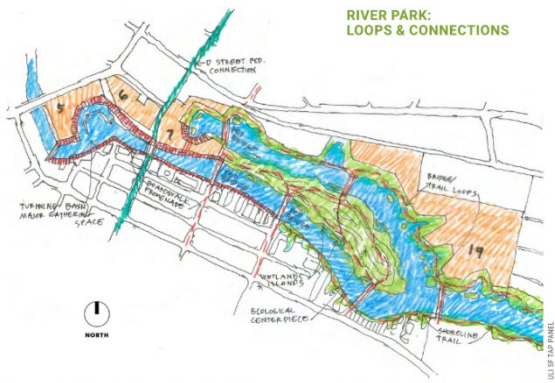 RIVER PARK:
LOOPS & CONNECTIONS
D STREET PED.
CONNECTION
5
6
7
BRIDGE/
TRAIL LOOPS
19
TURNING BASIN/
MAJOR GATHERING
SPACE
BOARDWALK
PROMENADE
WETLANDS
ISLANDS
ECOLOGICAL
CENTERPIECE
SHORELINE
TRAIL
NORTH
ULI SF TAP PANEL